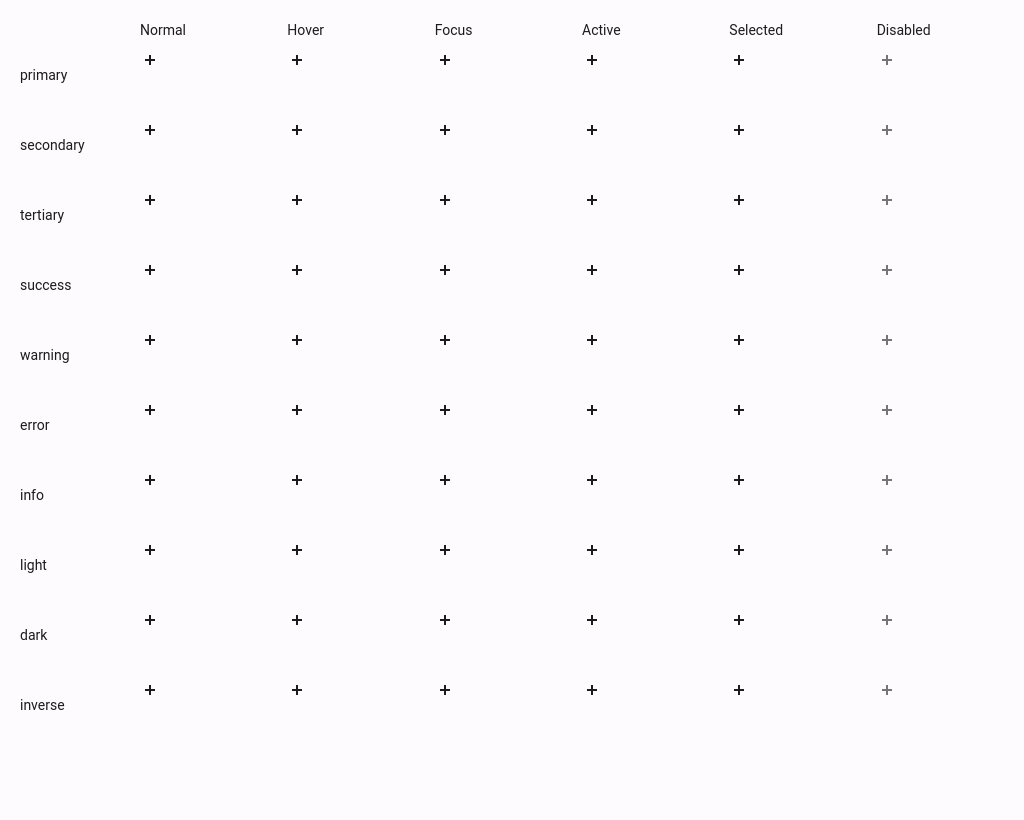 Normal Hover Focus Active Selected Disabled
primary
secondary
tertiary
success
warning
error
info
light
dark
inverse